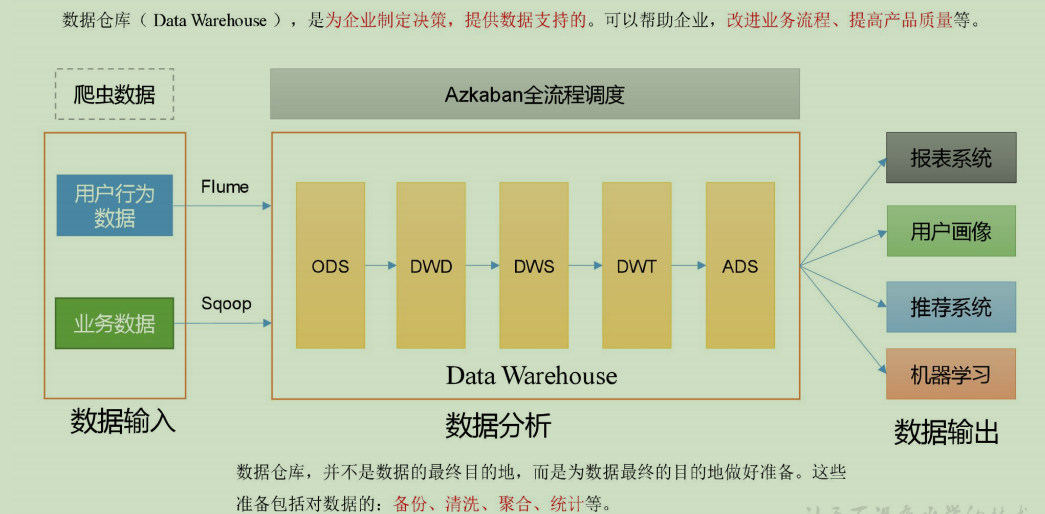 数据仓库（ Data Warehouse ），是为企业制定决策，提供数据支持的。可以帮助企业，改进业务流程、提高产品质量等。
爬虫数据
Azkaban全流程调度
用户行为
数据
业务数据
Flume
Sqoop
ODS
DWD
DWS
DWT
ADS
Data Warehouse
报表系统
用户画像
推荐系统
机器学习
数据输入
数据分析
数据输出
数据仓库，并不是数据的最终目的地，而是为数据最终的目的地做好准备。这些
准备包括对数据的：备份、清洗、聚合、统计等。